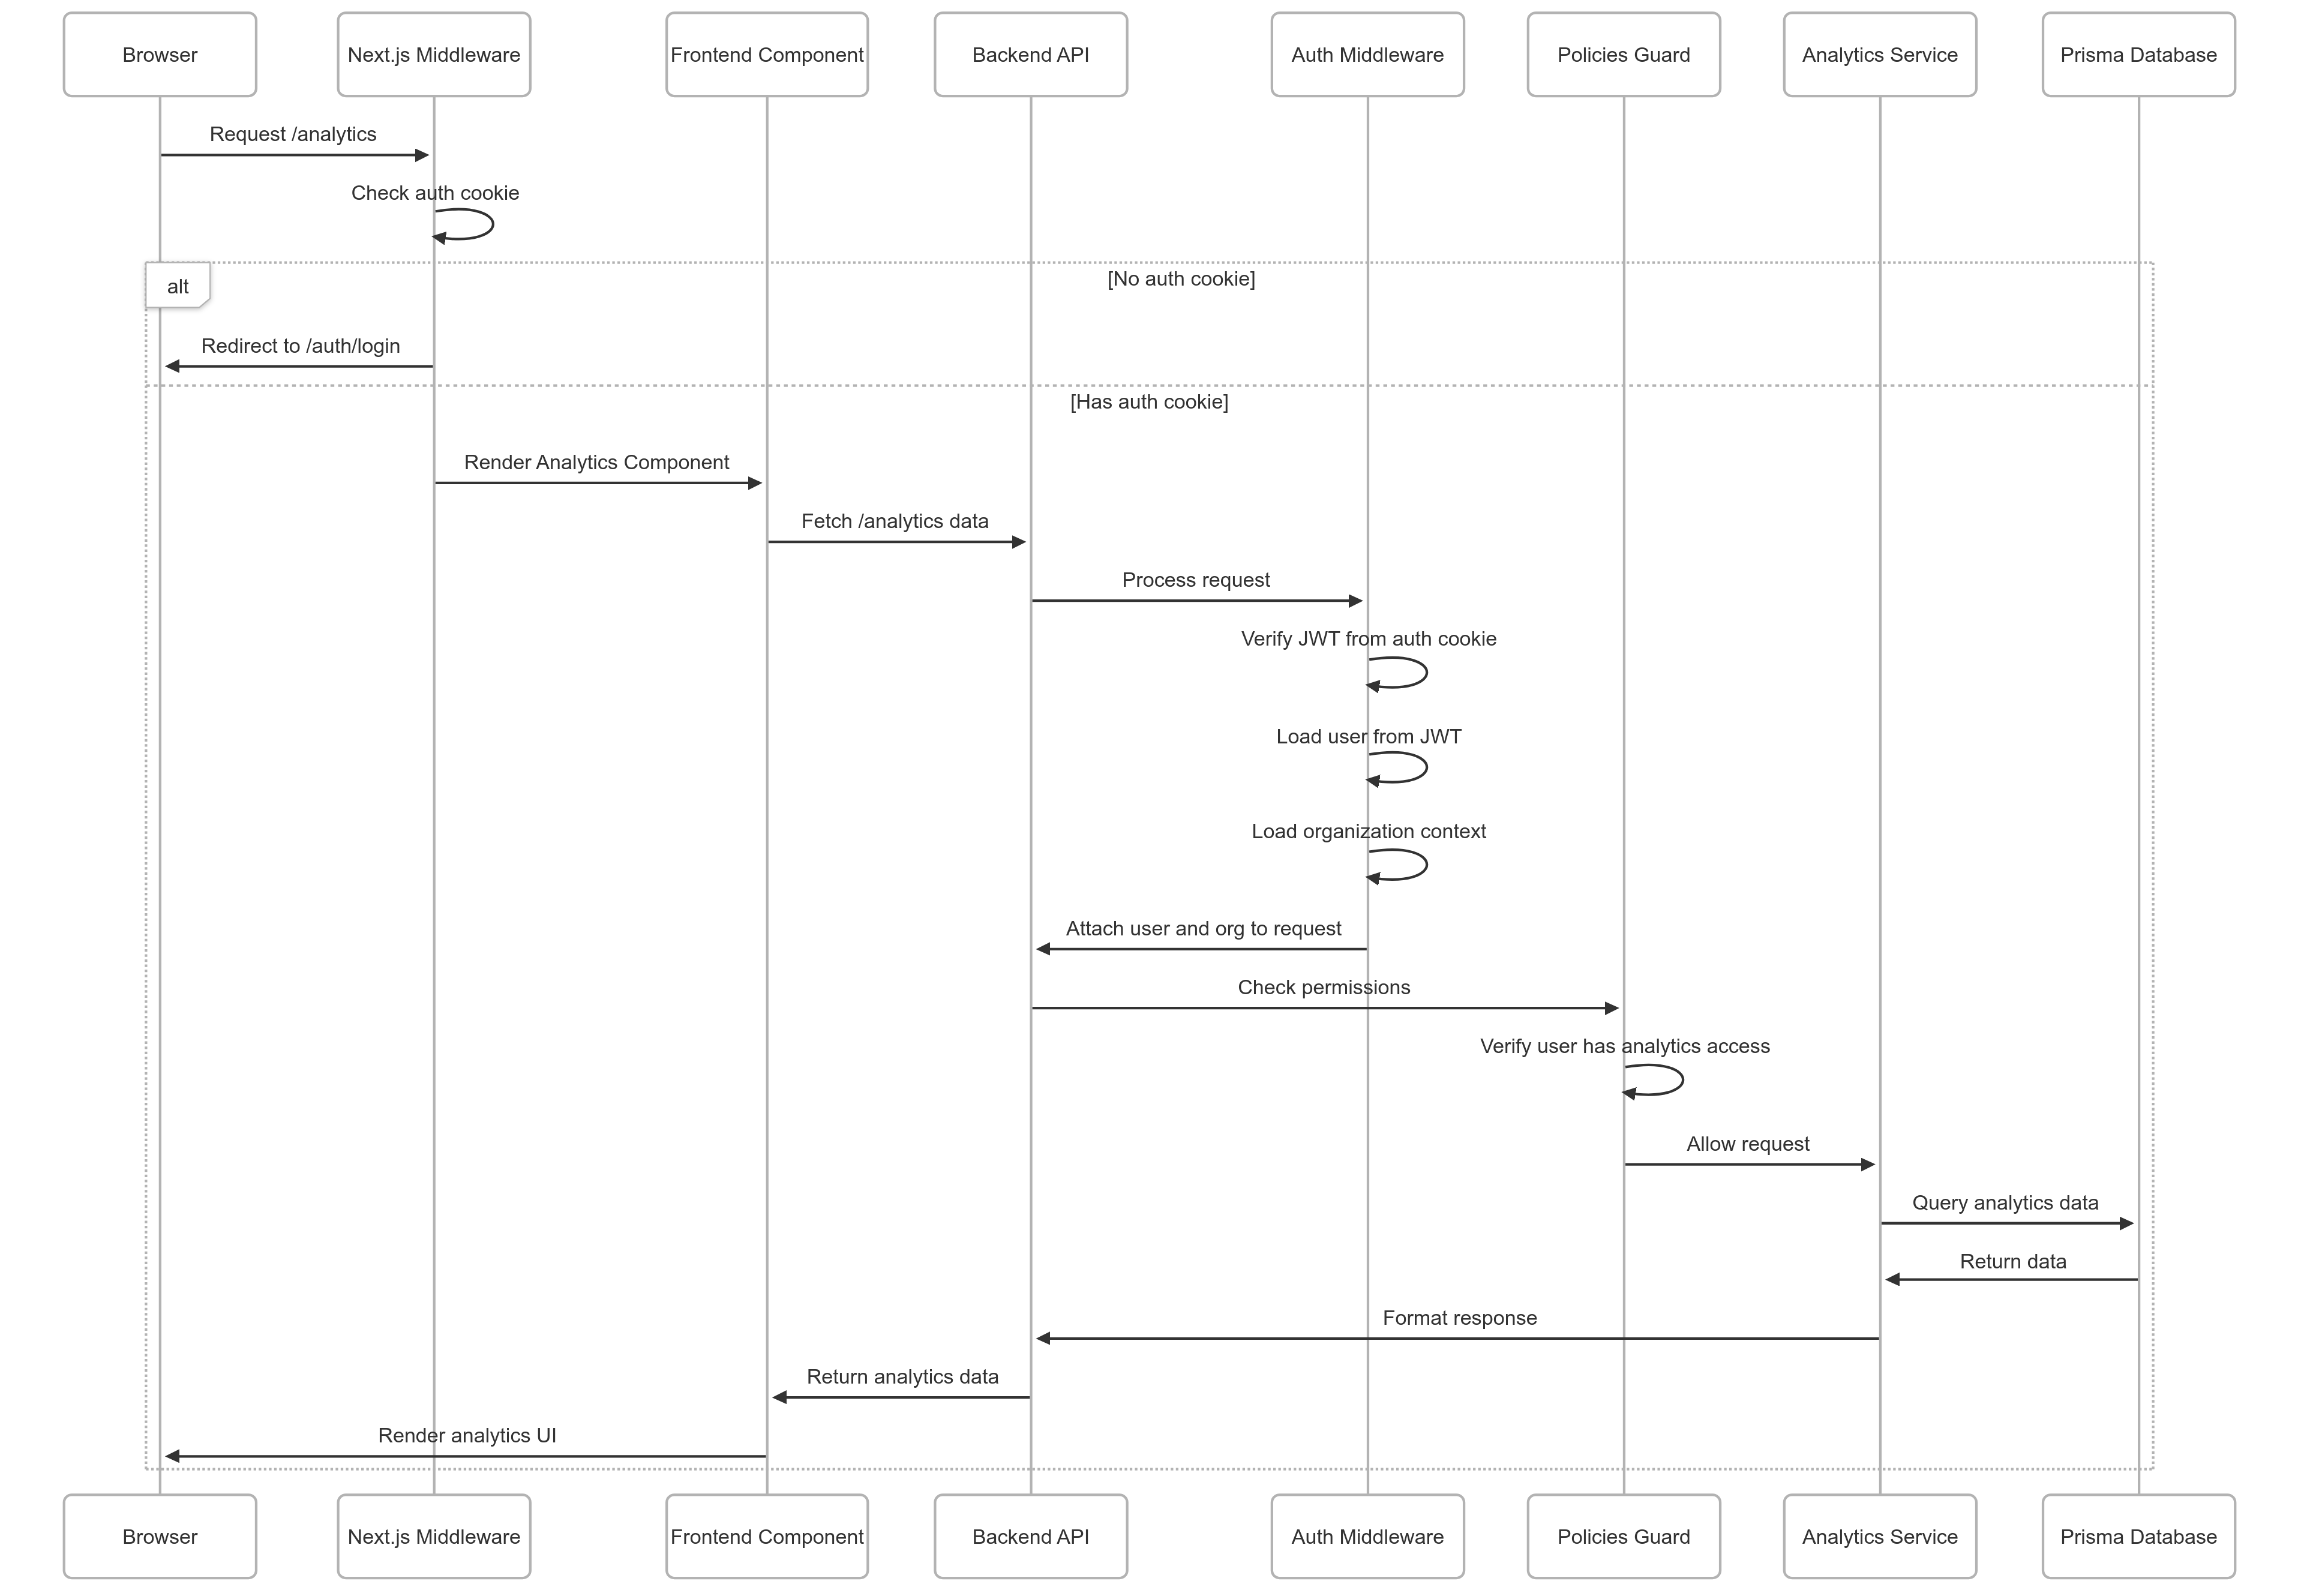 Browser
Next.js Middleware
Frontend Component
Backend API
Auth Middleware
Policies Guard
Analytics Service
Prisma Database
Request /analytics
Check auth cookie
alt
[No auth cookie]
Redirect to /auth/login
[Has auth cookie]
Render Analytics Component
Fetch /analytics data
Process request
Verify JWT from auth cookie
Load user from JWT
Load organization context
Attach user and org to request
Check permissions
Verify user has analytics access
Allow request
Query analytics data
Return data
Format response
Return analytics data
Render analytics UI
Browser
Next.js Middleware
Frontend Component
Backend API
Auth Middleware
Policies Guard
Analytics Service
Prisma Database